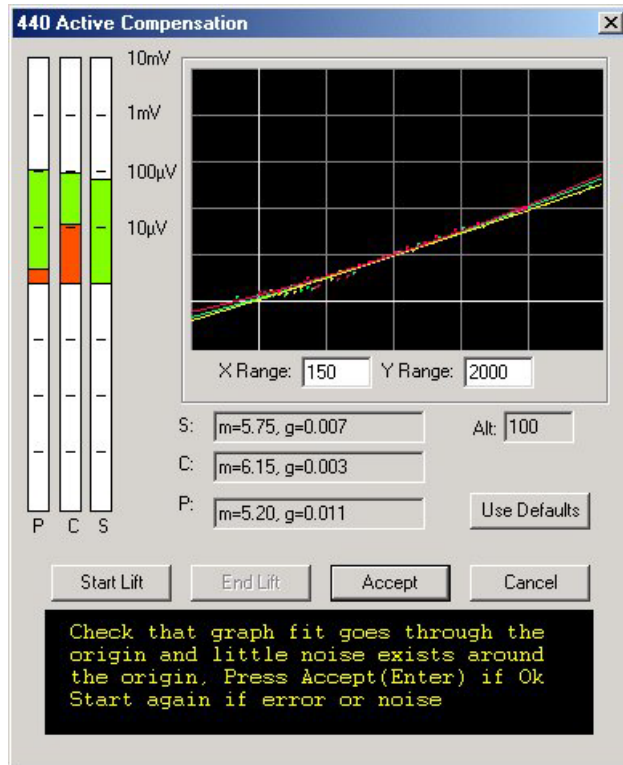 440 Active Compensation
10mV
1mV
100µV
10µV
P C S
X Range: 150 Y Range: 2000
S: m=5.75, g=0.007 Alt: 100
C: m=6.15, g=0.003
P: m=5.20, g=0.011
Use Defaults
Start Lift End Lift Accept Cancel
Check that graph fit goes through the
origin and little noise exists around
the origin, Press Accept(Enter) if Ok
Start again if error or noise